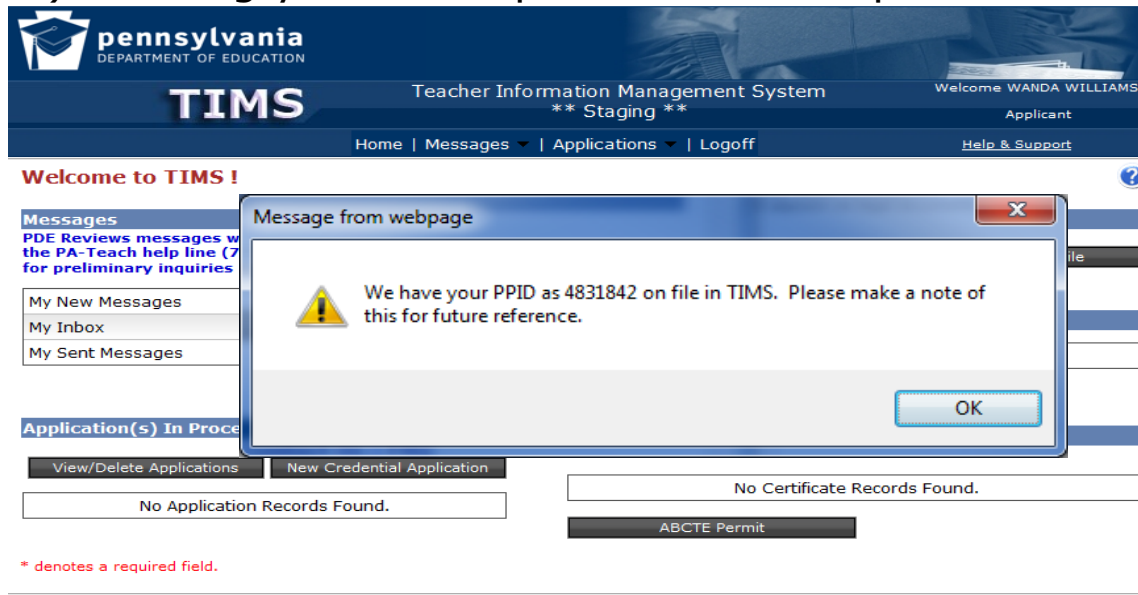 pennsylvania
DEPARTMENT OF EDUCATION
TIMS
Teacher Information Management System
** Staging **
Welcome WANDA WILLIAMS
Applicant
Home | Messages | Applications | Logoff
Help & Support
Welcome to TIMS !
Messages
PDE Reviews messages w
the PA-Teach help line (7
for preliminary inquiries
My New Messages
My Inbox
My Sent Messages
Message from webpage
We have your PPID as 4831842 on file in TIMS. Please make a note of
this for future reference.
OK
ile
Application(s) In Proce
View/Delete Applications
New Credential Application
No Application Records Found.
No Certificate Records Found.
ABCTE Permit
* denotes a required field.